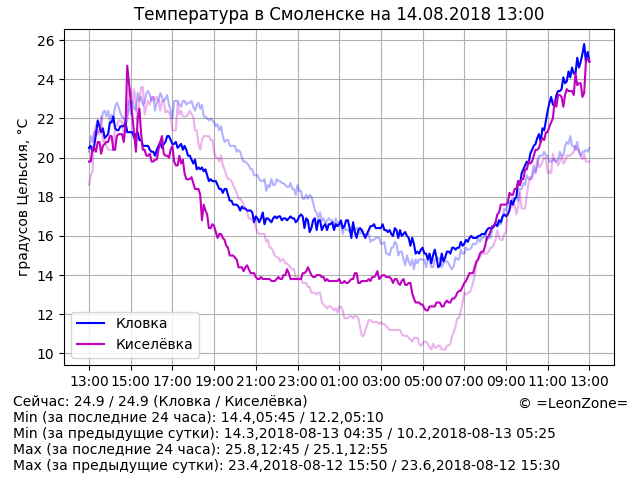 Температура в Смоленске на 14.08.2018 13:00
26
24
22
20
18
16
14
12
10
градусов Цельсия, °C
Кловка
Киселёвка
13:00 15:00 17:00 19:00 21:00 23:00 01:00 03:00 05:00 07:00 09:00 11:00 13:00
Сейчас: 24.9 / 24.9 (Кловка / Киселёвка)
© =LeonZone=
Min (за последние 24 часа): 14.4,05:45 / 12.2,05:10
Min (за предыдущие сутки): 14.3,2018-08-13 04:35 / 10.2,2018-08-13 05:25
Max (за последние 24 часа): 25.8,12:45 / 25.1,12:55
Max (за предыдущие сутки): 23.4,2018-08-12 15:50 / 23.6,2018-08-12 15:30